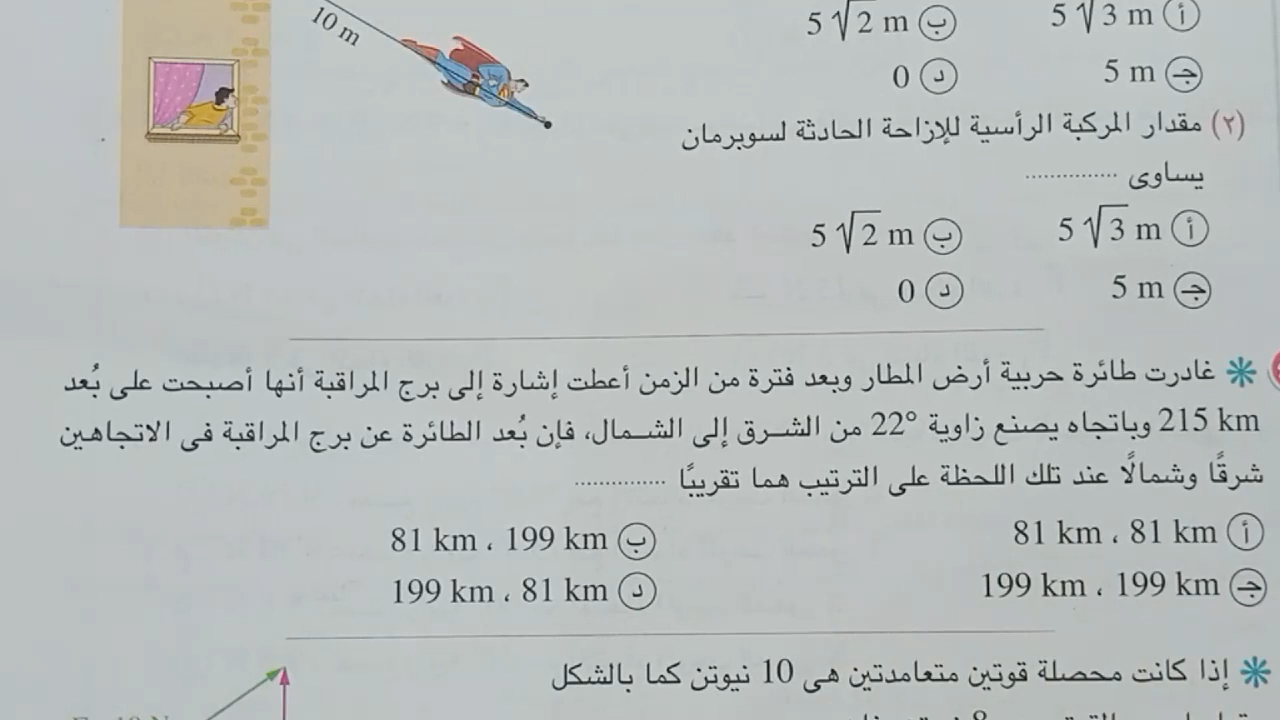 10 m
أ 5 √3 m ب 5 √2 m
ج 5 m د 0
(٢) مقدار المركبة الرأسية للإزاحة الحادثة لسوبرمان
يساوى ...............
أ 5 √3 m ب 5 √2 m
ج 5 m د 0
غادرت طائرة حربية أرض المطار وبعد فترة من الزمن أعطت إشارة إلى برج المراقبة أنها أصبحت على بُعد
215 km وباتجاه يصنع زاوية 22° من الشرق إلى الشمال، فإن بُعد الطائرة عن برج المراقبة فى الاتجاهين
شرقًا وشمالًا عند تلك اللحظة على الترتيب هما تقريبًا ...............
أ 81 km ، 81 km ب 199 km ، 81 km
ج 199 km ، 199 km د 81 km ، 199 km
إذا كانت محصلة قوتين متعامدتين هى 10 نيوتن كما بالشكل